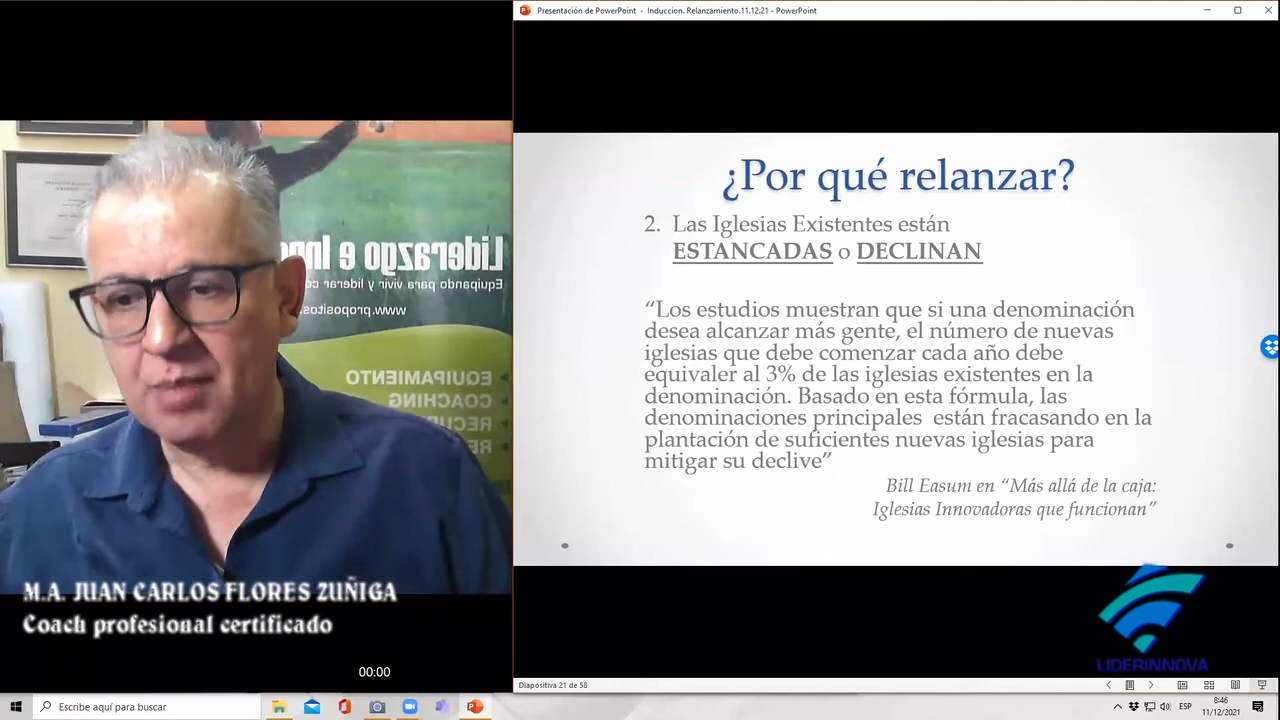 Presentación de PowerPoint - Induccion. Relanzamiento.11.12.21 - PowerPoint
¿Por qué relanzar?
2. Las Iglesias Existentes están
ESTANCADAS o DECLINAN
“Los estudios muestran que si una denominación
desea alcanzar más gente, el número de nuevas
iglesias que debe comenzar cada año debe
equivaler al 3% de las iglesias existentes en la
denominación. Basado en esta fórmula, las
denominaciones principales están fracasando en la
plantación de suficientes nuevas iglesias para
mitigar su declive”
Bill Easum en “Más allá de la caja:
Iglesias Innovadoras que funcionan”
Liderazgo e
Equipando para vivir y liderar
www.propositos.
EQUIPAMIENTO
COACHING
M.A. JUAN CARLOS FLORES ZUÑIGA
Coach profesional certificado
00:00
LIDERINNOVA
Diapositiva 21 de 58
Escribe aquí para buscar
ESP
8:46
11/12/2021